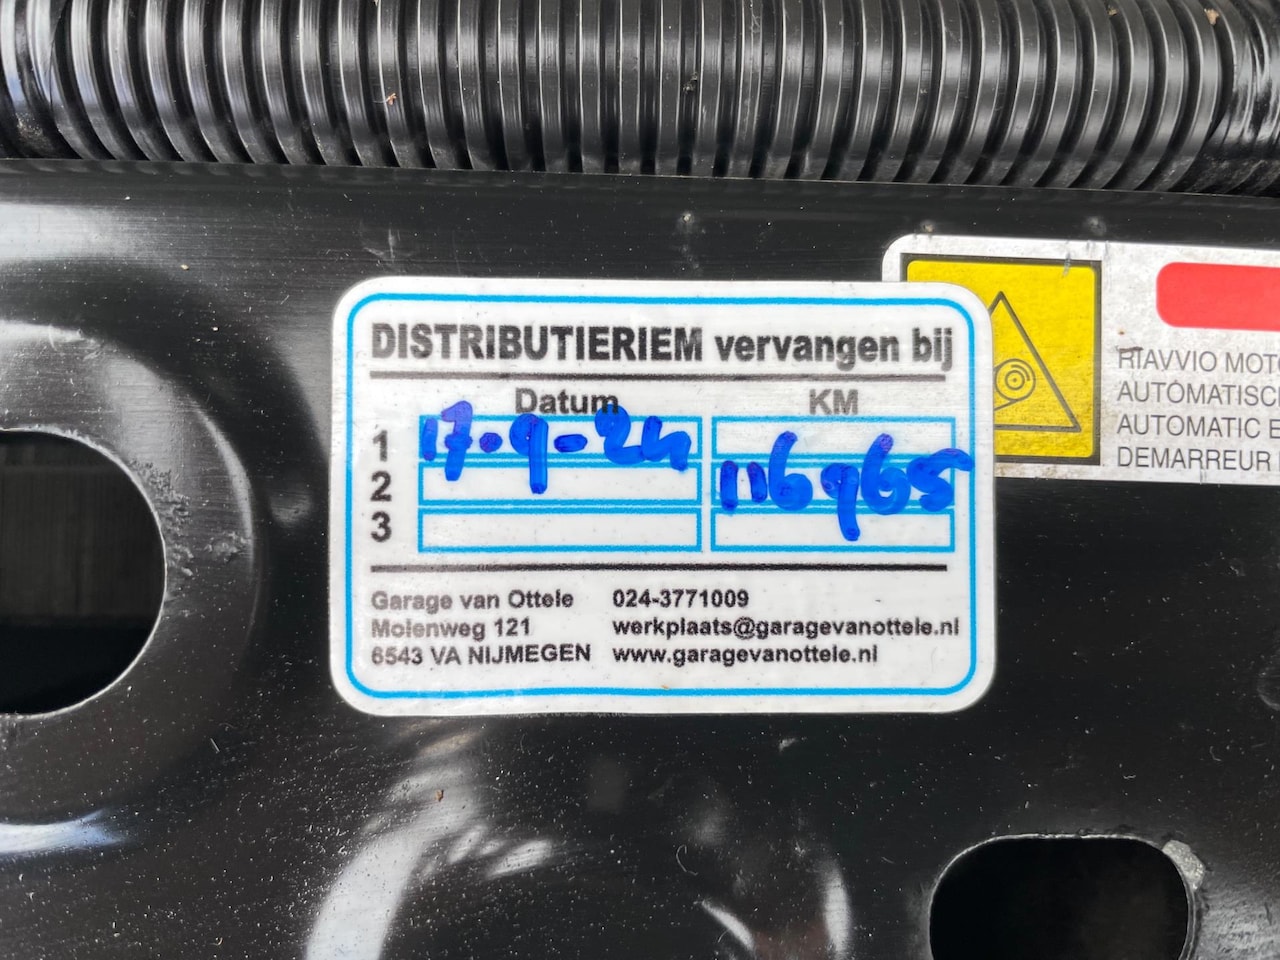 DISTRIBUTIERIEM vervangen bij
Datum KM
1 17-9-24
2 116965
3
Garage van Ottele 024-3771009
Molenweg 121 werkplaats@garagevanottele.nl
6543 VA NIJMEGEN www.garagevanottele.nl
RIAVVIO MOTO
AUTOMATISC
AUTOMATIC E
DEMARREUR